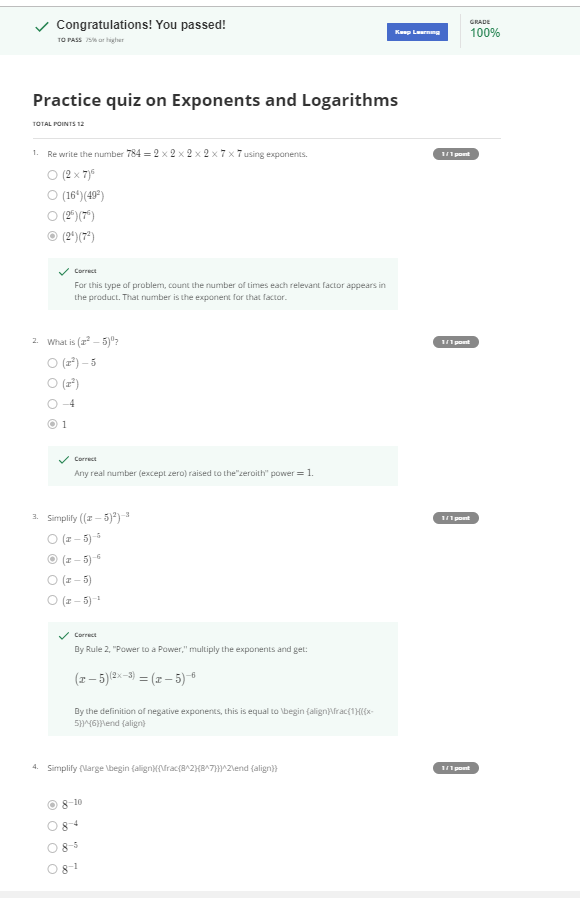 Congratulations! You passed!
TO PASS 75% or higher
Keep Learning
GRADE
100%
Practice quiz on Exponents and Logarithms
TOTAL POINTS 12
1. Re write the number 784 = 2 × 2 × 2 × 2 × 7 × 7 using exponents.
1 / 1 point
(2 × 7)⁶
(16⁴)(49²)
(2⁶)(7⁶)
(2⁴)(7²)
Correct
For this type of problem, count the number of times each relevant factor appears in
the product. That number is the exponent for that factor.
2. What is (x² − 5)⁰?
1 / 1 point
(x²) − 5
(x²)
−4
1
Correct
Any real number (except zero) raised to the"zeroith" power = 1.
3. Simplify ((x − 5)²)⁻³
1 / 1 point
(x − 5)⁻⁵
(x − 5)⁻⁶
(x − 5)
(x − 5)⁻¹
Correct
By Rule 2, "Power to a Power," multiply the exponents and get:
(x − 5)⁽²ˣ⁻³⁾ = (x − 5)⁻⁶
By the definition of negative exponents, this is equal to \begin {align}\frac{1}{{(x-
5)}^{6}}\end {align}
4. Simplify {\large \begin {align}{(\frac{8^2}{8^7})}^2\end {align}}
1 / 1 point
8⁻¹⁰
8⁻⁴
8⁻⁵
8⁻¹